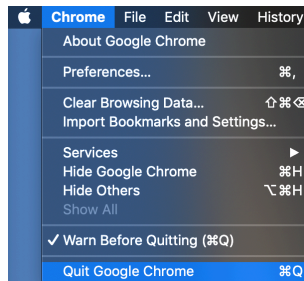 Chrome File Edit View History
About Google Chrome
Preferences... ⌘,
Clear Browsing Data... ⇧⌘⌫
Import Bookmarks and Settings...
Services ▶
Hide Google Chrome ⌘H
Hide Others ⌥⌘H
Show All
✓ Warn Before Quitting (⌘Q)
Quit Google Chrome ⌘Q